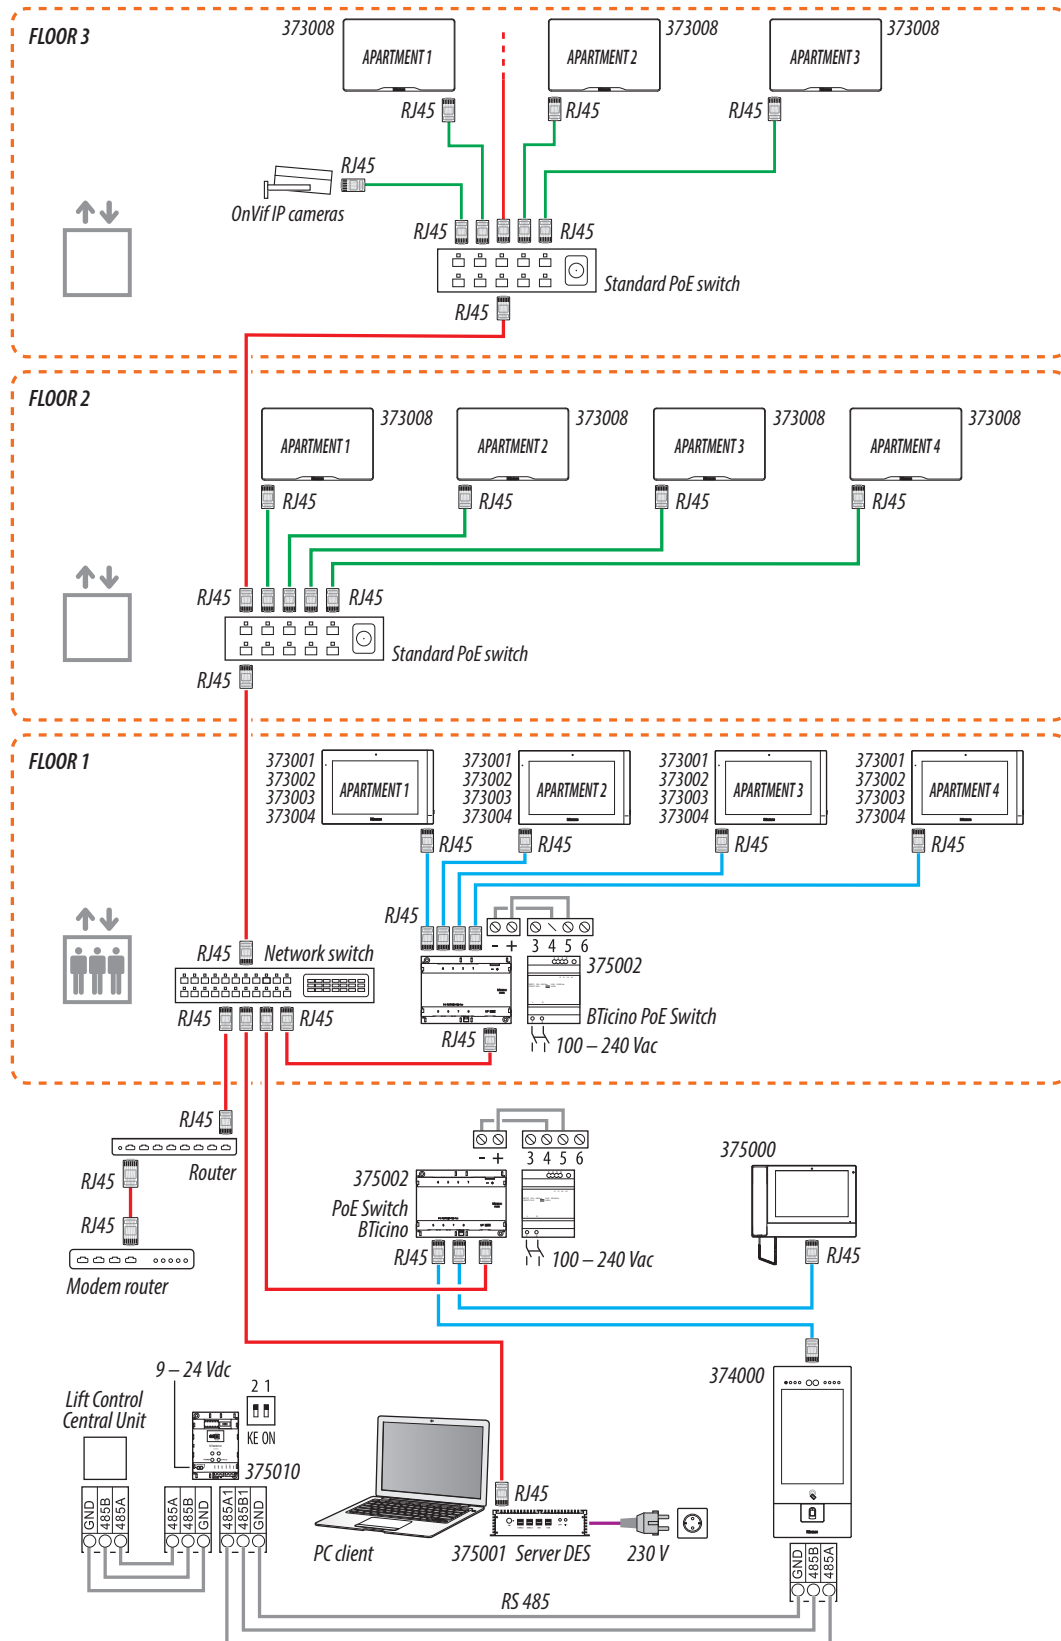 FLOOR 3
373008
APARTMENT 1
APARTMENT 2
373008
APARTMENT 3
373008
RJ45
RJ45
RJ45
RJ45
OnVif IP cameras
RJ45
RJ45
Standard PoE switch
RJ45
FLOOR 2
APARTMENT 1
373008
APARTMENT 2
373008
APARTMENT 3
373008
APARTMENT 4
373008
RJ45
RJ45
RJ45
RJ45
RJ45
RJ45
Standard PoE switch
RJ45
FLOOR 1
373001
373002
373003
373004
APARTMENT 1
373001
373002
373003
373004
APARTMENT 2
373001
373002
373003
373004
APARTMENT 3
373001
373002
373003
373004
APARTMENT 4
RJ45
RJ45
RJ45
RJ45
RJ45
- +
3 4 5 6
RJ45
Network switch
375002
BTicino PoE Switch
RJ45
RJ45
RJ45
100 – 240 Vac
RJ45
Router
- +
3 4 5 6
375002
PoE Switch
BTicino
375000
RJ45
RJ45
Modem router
RJ45
100 – 240 Vac
RJ45
9 – 24 Vdc
Lift Control
Central Unit
2 1
KE ON
375010
374000
GND
485B
485A
485A
485B
GND
485A1
485B1
GND
RJ45
PC client
375001 Server DES
230 V
GND
485B
485A
RS 485